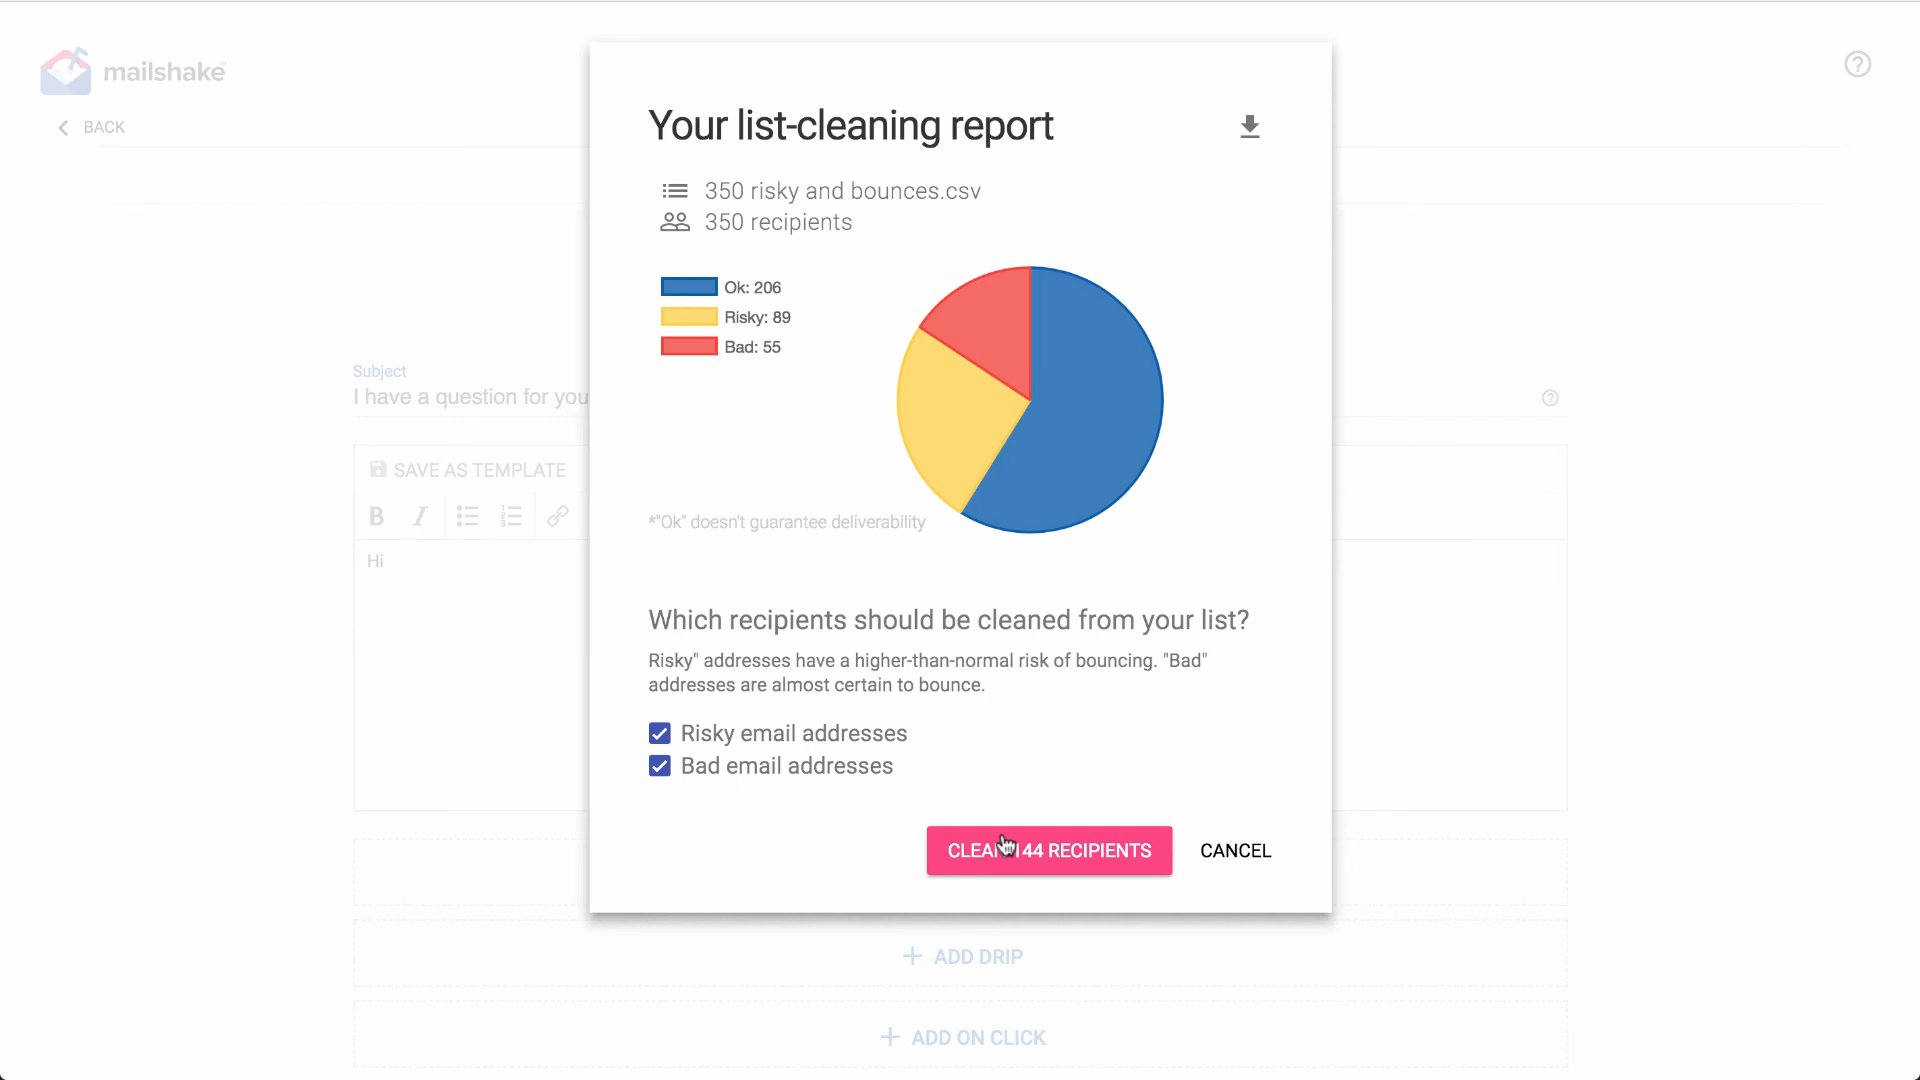 mailshake
BACK
Your list-cleaning report
350 risky and bounces.csv
350 recipients
Ok: 206
Risky: 89
Bad: 55
*"Ok" doesn't guarantee deliverability
Subject
I have a question for you
SAVE AS TEMPLATE
B I
Hi
Which recipients should be cleaned from your list?
Risky" addresses have a higher-than-normal risk of bouncing. "Bad"
addresses are almost certain to bounce.
Risky email addresses
Bad email addresses
44 RECIPIENTS
CANCEL
ADD DRIP
ADD ON CLICK